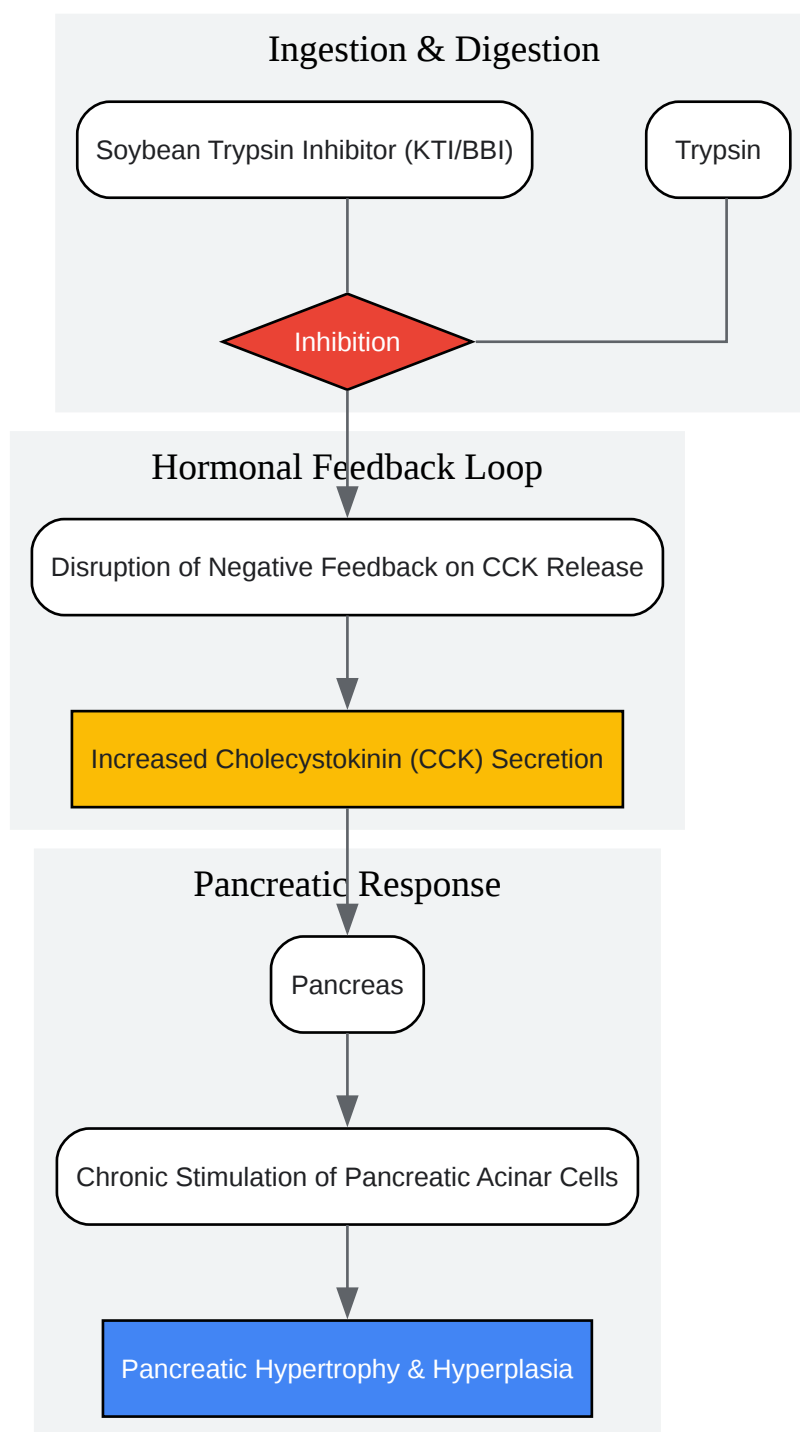 Ingestion & Digestion
Soybean Trypsin Inhibitor (KTI/BBI)
Trypsin
Inhibition
Hormonal Feedback Loop
Disruption of Negative Feedback on CCK Release
Increased Cholecystokinin (CCK) Secretion
Pancreatic Response
Pancreas
Chronic Stimulation of Pancreatic Acinar Cells
Pancreatic Hypertrophy & Hyperplasia